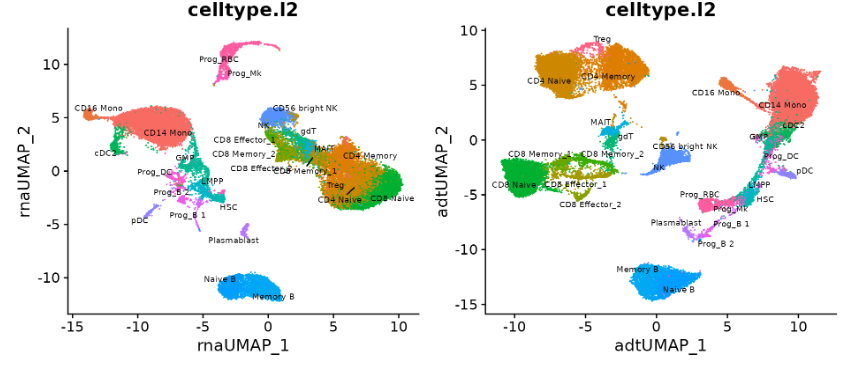 celltype.l2
Prog_RBC
Prog_Mk
CD16 Mono
CD14 Mono
cDC2
GMP
Prog_DC
LMPP
Prog_B 2
HSC
Prog_B 1
pDC
Plasmablast
CD56 bright NK
NK
gdT
CD8 Effector_1
MAIT
CD8 Memory_2
CD4 Memory
CD8 Effector_2
CD8 Memory_1
Treg
CD4 Naive
CD8 Naive
Naive B
Memory B
10
5
0
-5
-10
rnaUMAP_2
-15
-10
-5
0
5
10
rnaUMAP_1
celltype.l2
Treg
CD4 Naive
CD4 Memory
CD16 Mono
CD14 Mono
MAIT
gdT
cDC2
GMP
CD56 bright NK
CD8 Memory_1
CD8 Memory_2
NK
Prog_DC
pDC
CD8 Naive
CD8 Effector_1
LMPP
Prog_RBC
HSC
CD8 Effector_2
Prog_Mk
Plasmablast
Prog_B 1
Prog_B 2
Memory B
Naive B
10
5
0
-5
-10
-15
adtUMAP_2
-10
-5
0
5
10
adtUMAP_1